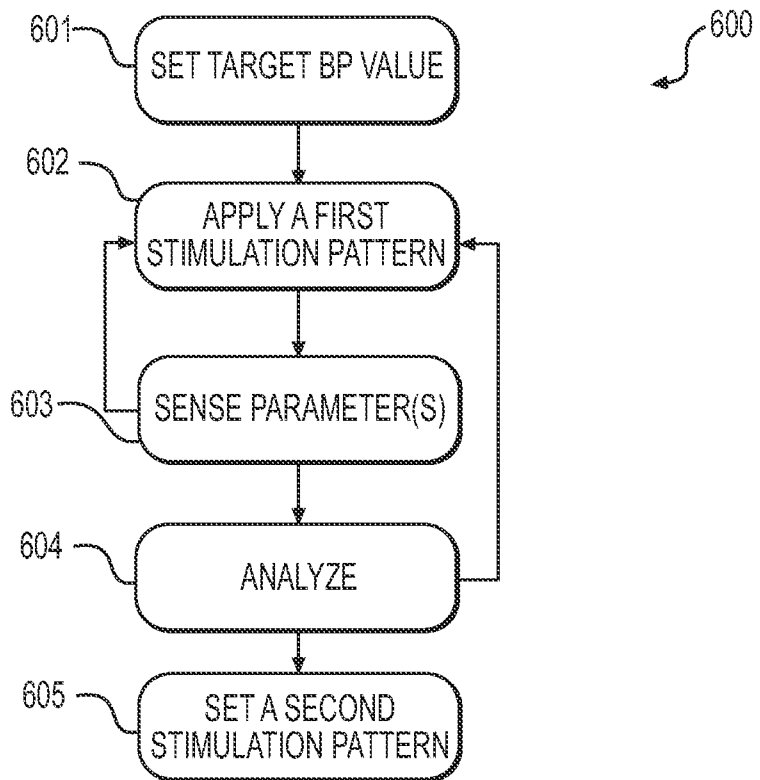 600
601
SET TARGET BP VALUE
602
APPLY A FIRST
STIMULATION PATTERN
603
SENSE PARAMETER(S)
604
ANALYZE
605
SET A SECOND
STIMULATION PATTERN